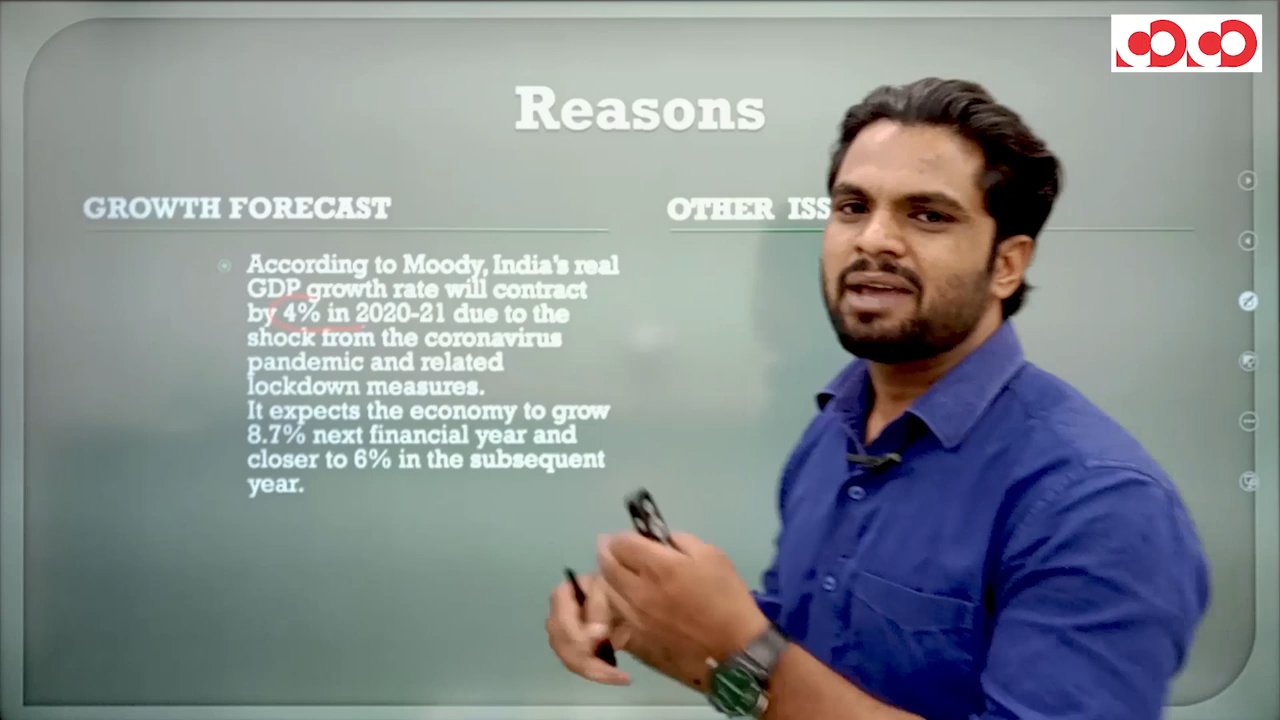 Reasons
GROWTH FORECAST
OTHER ISS
According to Moody, India's real
GDP growth rate will contract
by 4% in 2020-21 due to the
shock from the coronavirus
pandemic and related
lockdown measures.
It expects the economy to grow
8.7% next financial year and
closer to 6% in the subsequent
year.